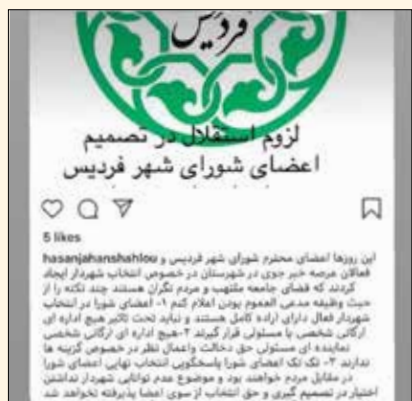 فردیس
لزوم استقلال در تصمیم
اعضای شورای شهر فردیس
5 likes
hasanjahanshahlou این روزها اعضای محترم شورای شهر فردیس و
فعالان عرصه خبر جوی در شهرستان در خصوص انتخاب شهردار ایجاد
کردند که فضای جامعه ملتهب و مردم نگران هستند چند نکته را از
حیث وظیفه مدعی العموم بودن اعلام کنم ۱- اعضای شورا در انتخاب
شهردار فعال دارای اراده کامل هستند و نباید تحت تاثیر هیچ اداره ای
ارگانی شخصی یا مسئولی قرار گیرند ۲-هیچ اداره ای ارگانی شخصی
نماینده ای مسئولی حق دخالت واعمال نظر در خصوص گزینه ها
ندارند ۳- تک تک اعضای شورا پاسخگویی انتخاب نهایی اعضای شورا
در مقابل مردم خواهند بود و موضوع عدم توانایی شهردار نداشتن
اختیار در تصمیم گیری و حق انتخاب از سوی اعضا پذیرفته نخواهد شد